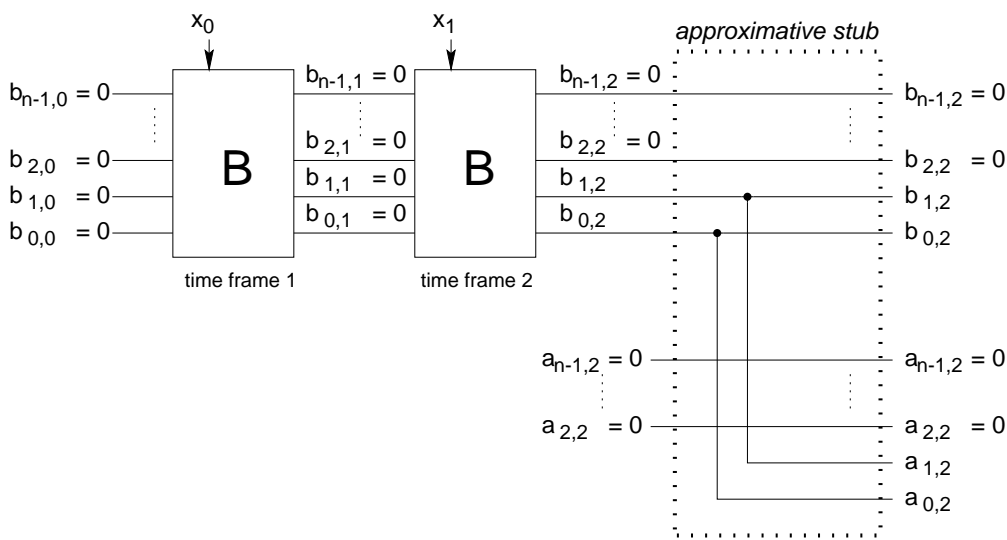 x0 x1 approximative stub
bn-1,0 = 0 bn-1,1 = 0 bn-1,2 = 0 bn-1,2 = 0
b2,0 = 0 B b2,1 = 0 B b2,2 = 0 b2,2 = 0
b1,0 = 0 b1,1 = 0 b1,2 b1,2
b0,0 = 0 b0,1 = 0 b0,2 b0,2
time frame 1 time frame 2
an-1,2 = 0 an-1,2 = 0
a2,2 = 0 a2,2 = 0
a1,2
a0,2